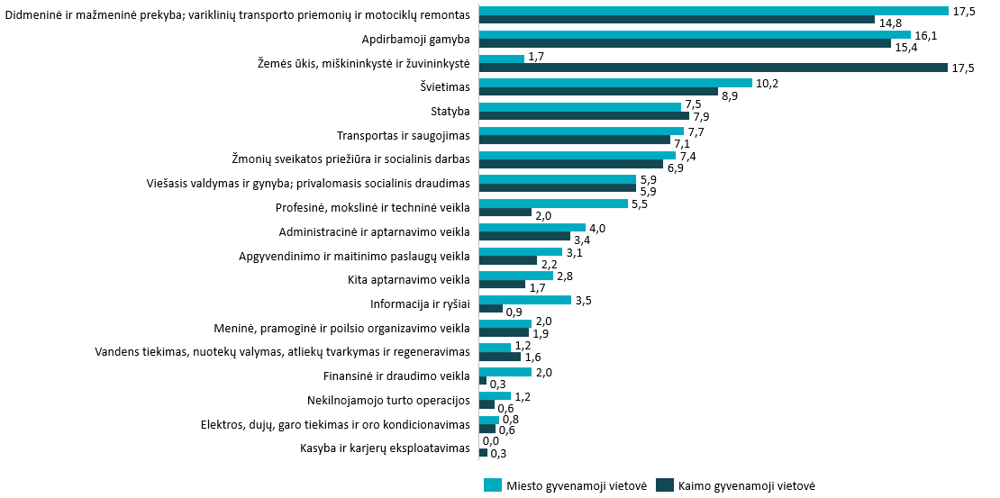 Didmeninė ir mažmeninė prekyba; variklinių transporto priemonių ir motociklų remontas 17,5
14,8
Apdirbamoji gamyba 16,1
15,4
Žemės ūkis, miškininkystė ir žuvininkystė 1,7
17,5
Švietimas 10,2
8,9
Statyba 7,5
7,9
Transportas ir saugojimas 7,7
7,1
Žmonių sveikatos priežiūra ir socialinis darbas 7,4
6,9
Viešasis valdymas ir gynyba; privalomasis socialinis draudimas 5,9
5,9
Profesinė, mokslinė ir techninė veikla 5,5
2,0
Administracinė ir aptarnavimo veikla 4,0
3,4
Apgyvendinimo ir maitinimo paslaugų veikla 3,1
2,2
Kita aptarnavimo veikla 2,8
1,7
Informacija ir ryšiai 3,5
0,9
Meninė, pramoginė ir poilsio organizavimo veikla 2,0
1,9
Vandens tiekimas, nuotekų valymas, atliekų tvarkymas ir regeneravimas 1,2
1,6
Finansinė ir draudimo veikla 2,0
0,3
Nekilnojamojo turto operacijos 1,2
0,6
Elektros, dujų, garo tiekimas ir oro kondicionavimas 0,8
0,6
Kasyba ir karjerų eksploatavimas 0,0
0,3
Miesto gyvenamoji vietovė Kaimo gyvenamoji vietovė